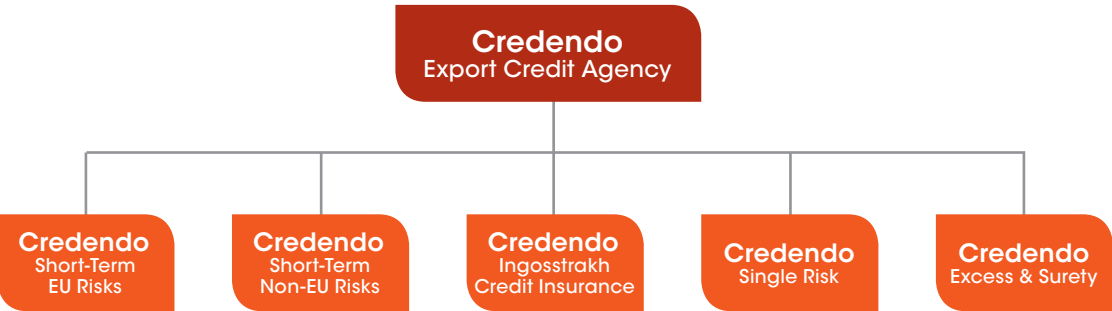 Credendo
Export Credit Agency
Credendo
Short-Term
EU Risks
Credendo
Short-Term
Non-EU Risks
Credendo
Ingosstrakh
Credit Insurance
Credendo
Single Risk
Credendo
Excess & Surety